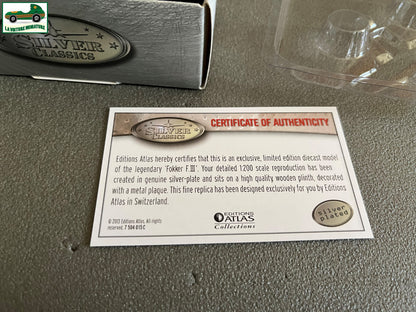 LA VOITURE MINIATURE
SILVER
CLASSICS
SILVER
CLASSICS
CERTIFICATE OF AUTHENTICITY
Editions Atlas hereby certifies that this is an exclusive, limited edition diecast model
of the legendary 'Fokker F.III'. Your detailed 1:200 scale reproduction has been
created in genuine silver-plate and sits on a high quality wooden plinth, decorated
with a metal plaque. This fine replica has been designed exclusively for you by Editions
Atlas in Switzerland.
© 2013 Editions Atlas. All rights
reserved. 7 504 015 C
EDITIONS
ATLAS
Collections
silver
plated